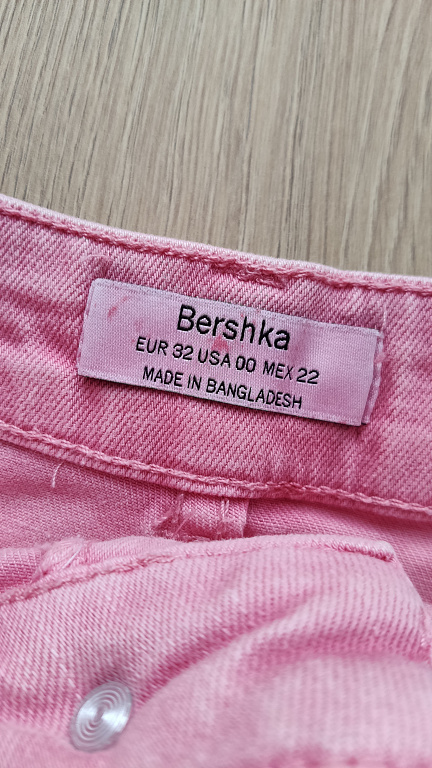 Bershka
EUR 32 USA 00 MEX 22
MADE IN BANGLADESH